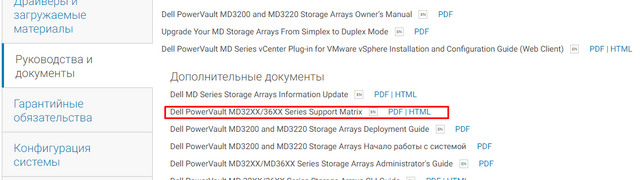 Драйверы и
загружаемые
материалы
Руководства и
документы
Гарантийные
обязательства
Конфигурация
системы
Dell PowerVault MD3200 and MD3220 Storage Arrays Owner's Manual EN PDF
Upgrade Your MD Storage Arrays From Simplex to Duplex Mode EN PDF
Dell PowerVault MD Series vCenter Plug-in for VMware vSphere Installation and Configuration Guide (Web Client) EN PDF | HTML
Дополнительные документы
Dell MD Series Storage Arrays Information Update EN PDF | HTML
Dell PowerVault MD32XX/36XX Series Support Matrix EN PDF | HTML
Dell PowerVault MD3200 and MD3220 Storage Arrays Deployment Guide EN PDF
Dell PowerVault MD3200 and MD3220 Storage Arrays Начало работы с системой PDF
Dell PowerVault MD32XX/MD36XX Series Storage Arrays Administrator's Guide EN PDF